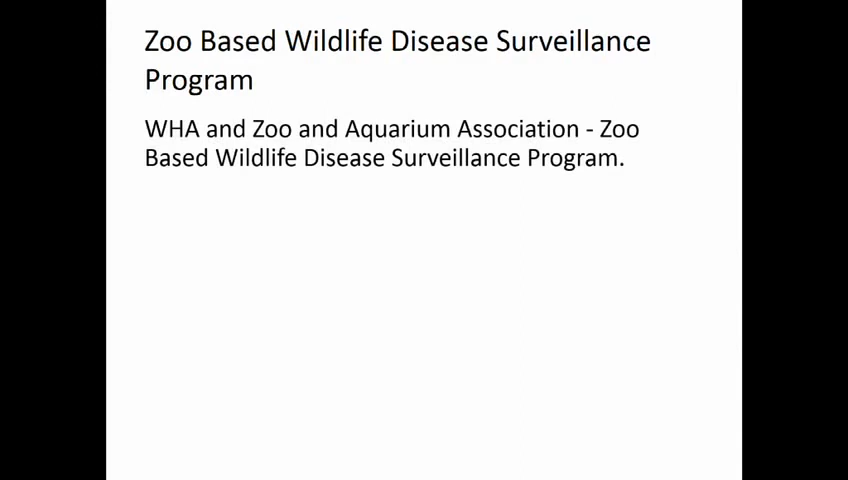 Zoo Based Wildlife Disease Surveillance
Program
WHA and Zoo and Aquarium Association - Zoo
Based Wildlife Disease Surveillance Program.